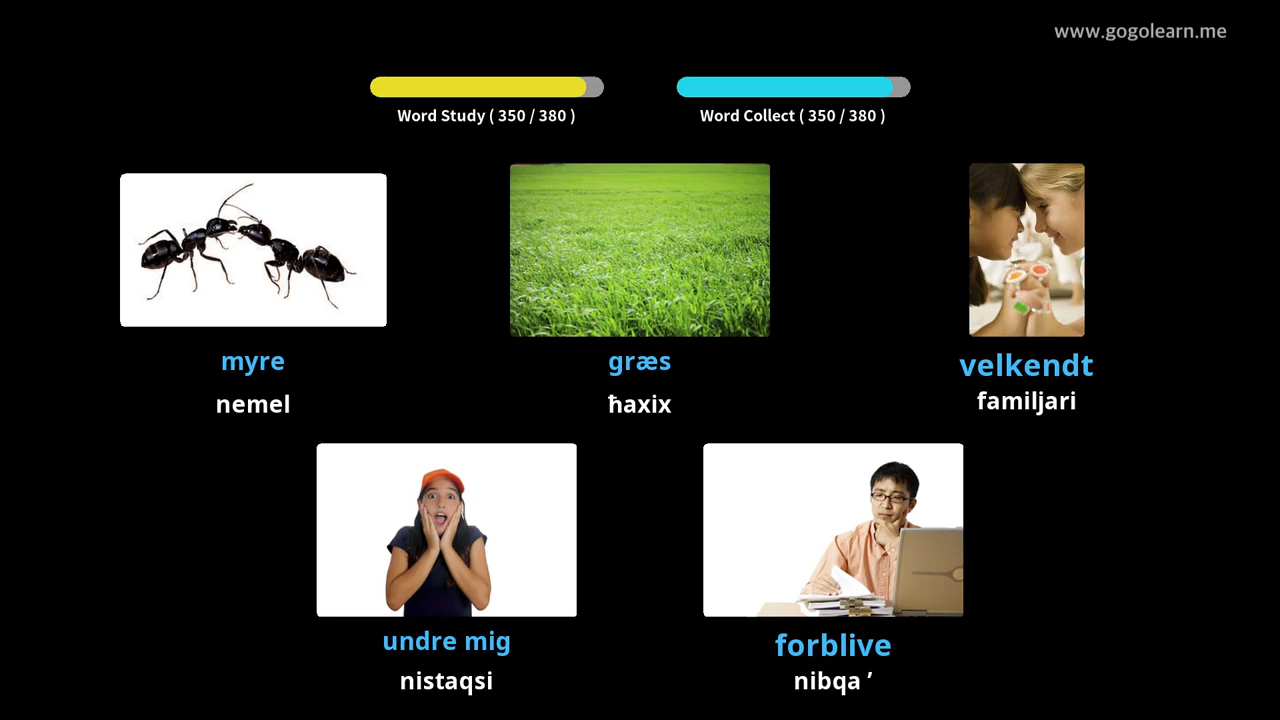 www.gogolearn.me
Word Study ( 350 / 380 )
Word Collect ( 350 / 380 )
myre
nemel
græs
ħaxix
velkendt
familjari
undre mig
nistaqsi
forblive
nibqa ’